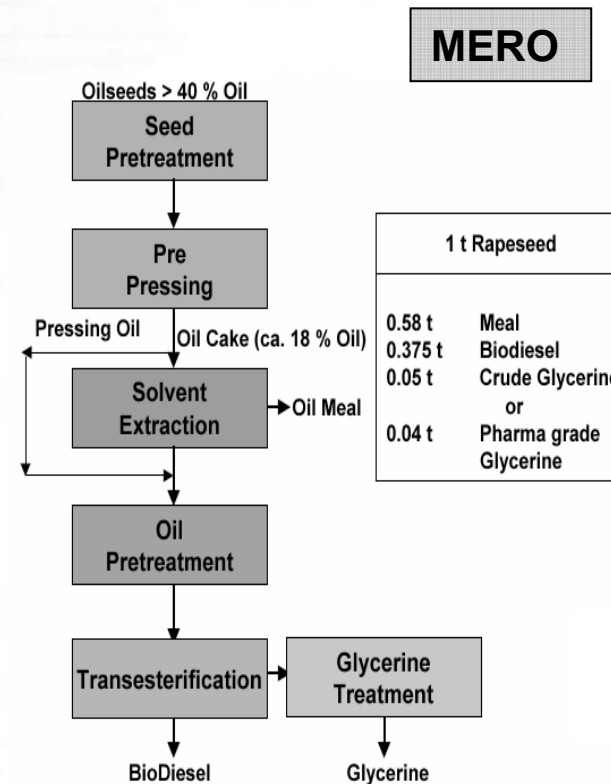 MERO
Oilseeds > 40 % Oil
Seed
Pretreatment
Pre
Pressing
Pressing Oil
Oil Cake (ca. 18 % Oil)
Solvent
Extraction
Oil Meal
Oil
Pretreatment
Transesterification
Glycerine
Treatment
BioDiesel
Glycerine
1 t Rapeseed
0.58 t Meal
0.375 t Biodiesel
0.05 t Crude Glycerine
or
0.04 t Pharma grade
Glycerine